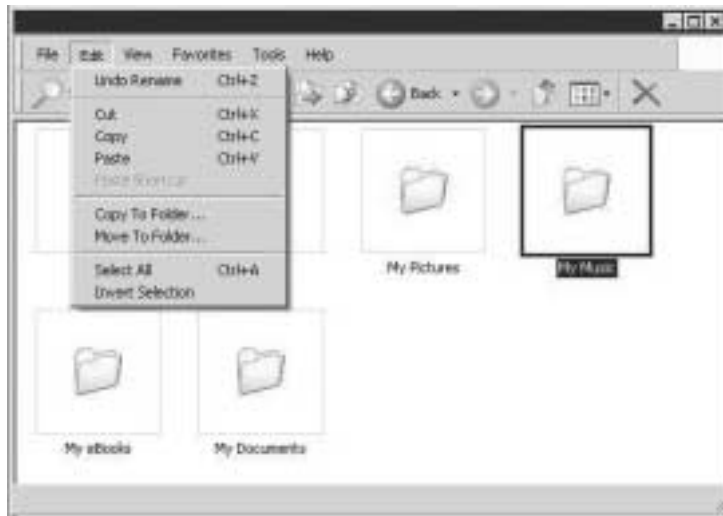 File Edit View Favorites Tools Help
Undo Rename Ctrl+Z
Cut Ctrl+X
Copy Ctrl+C
Paste Ctrl+V
Paste Shortcut
Copy To Folder...
Move To Folder...
Select All Ctrl+A
Invert Selection
Back
My Pictures
My Music
My eBooks
My Documents